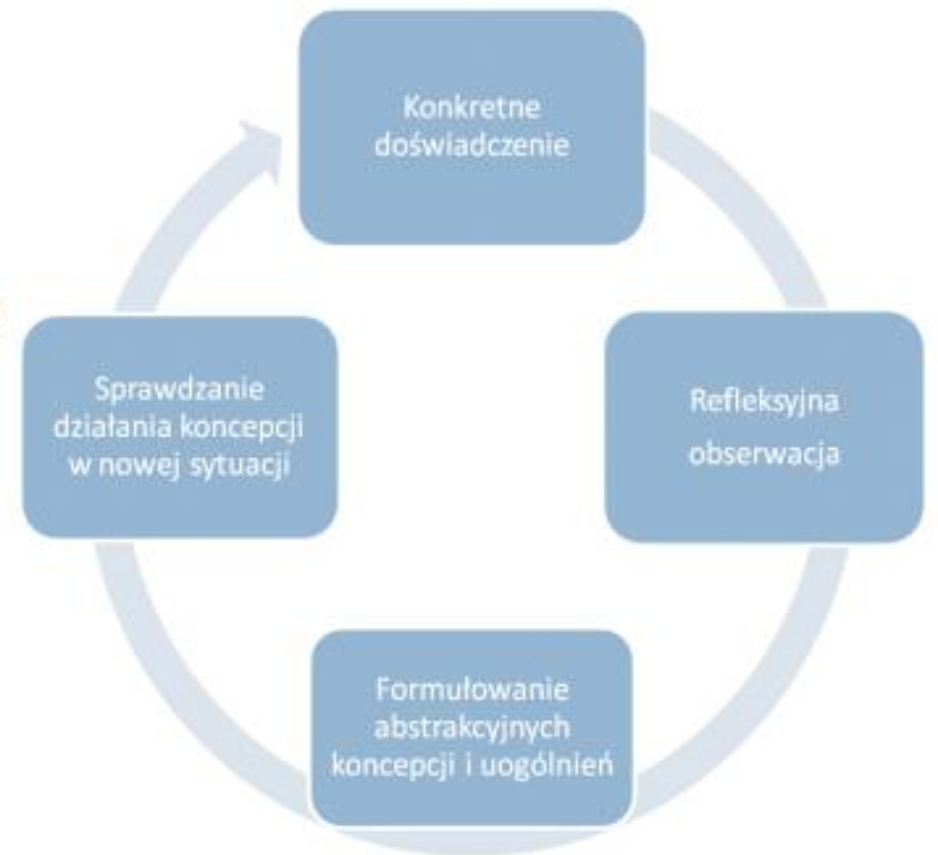 Konkretne
doświadczenie
Refleksyjna
obserwacja
Formułowanie
abstrakcyjnych
koncepcji i uogólnień
Sprawdzanie
działania koncepcji
w nowej sytuacji